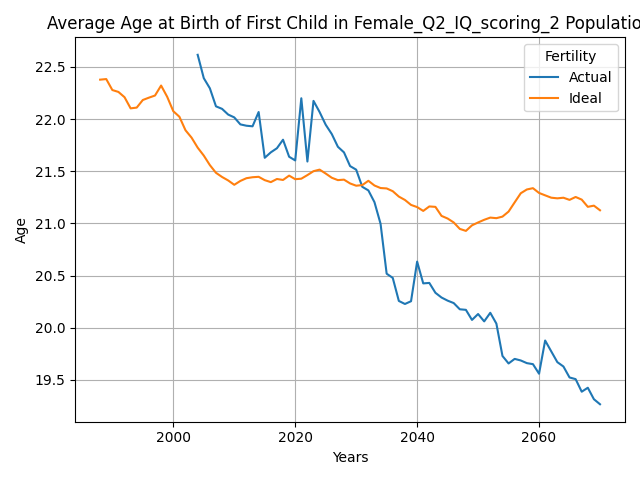 Average Age at Birth of First Child in Female_Q2_IQ_scoring_2 Populatio
Fertility
Actual
Ideal
22.5
22.0
21.5
21.0
20.5
20.0
19.5
Age
2000 2020 2040 2060
Years